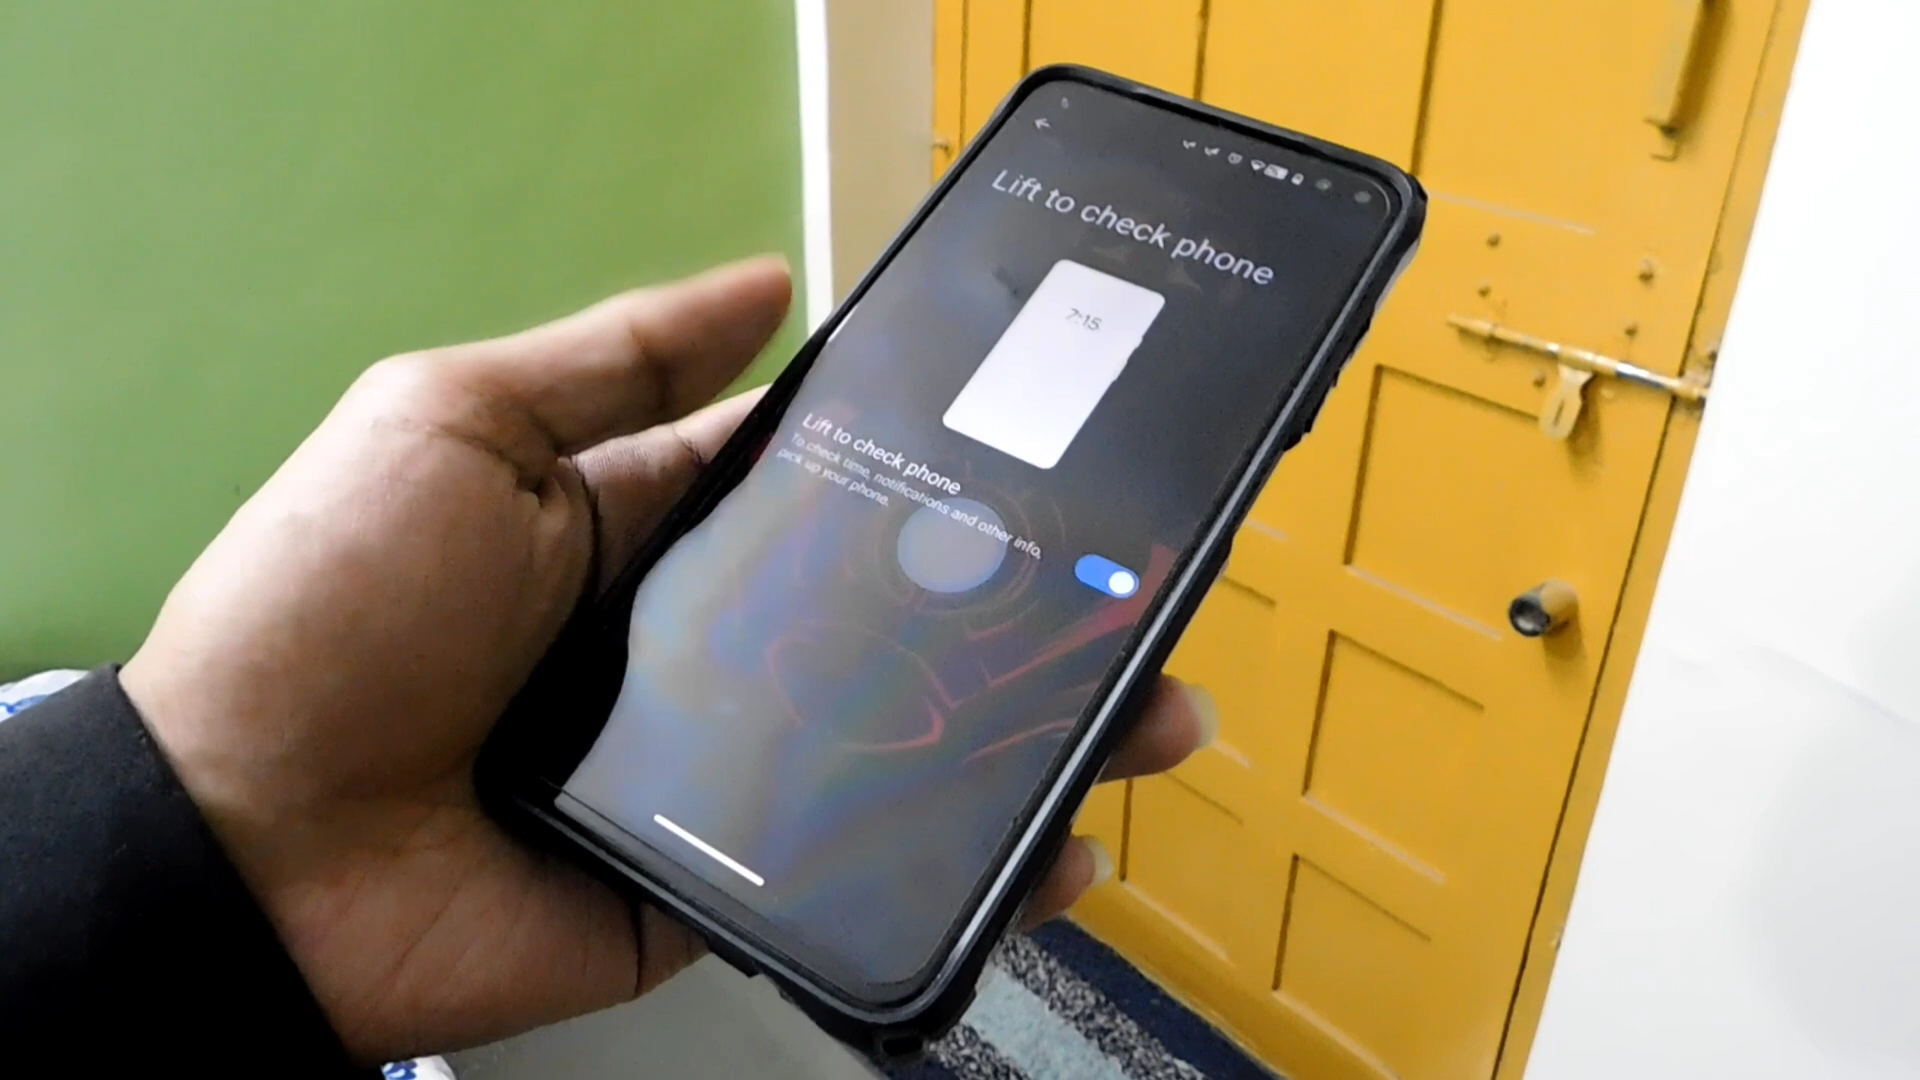 Lift to check phone
7:15
Lift to check phone
To check time, notifications and other info,
pick up your phone.